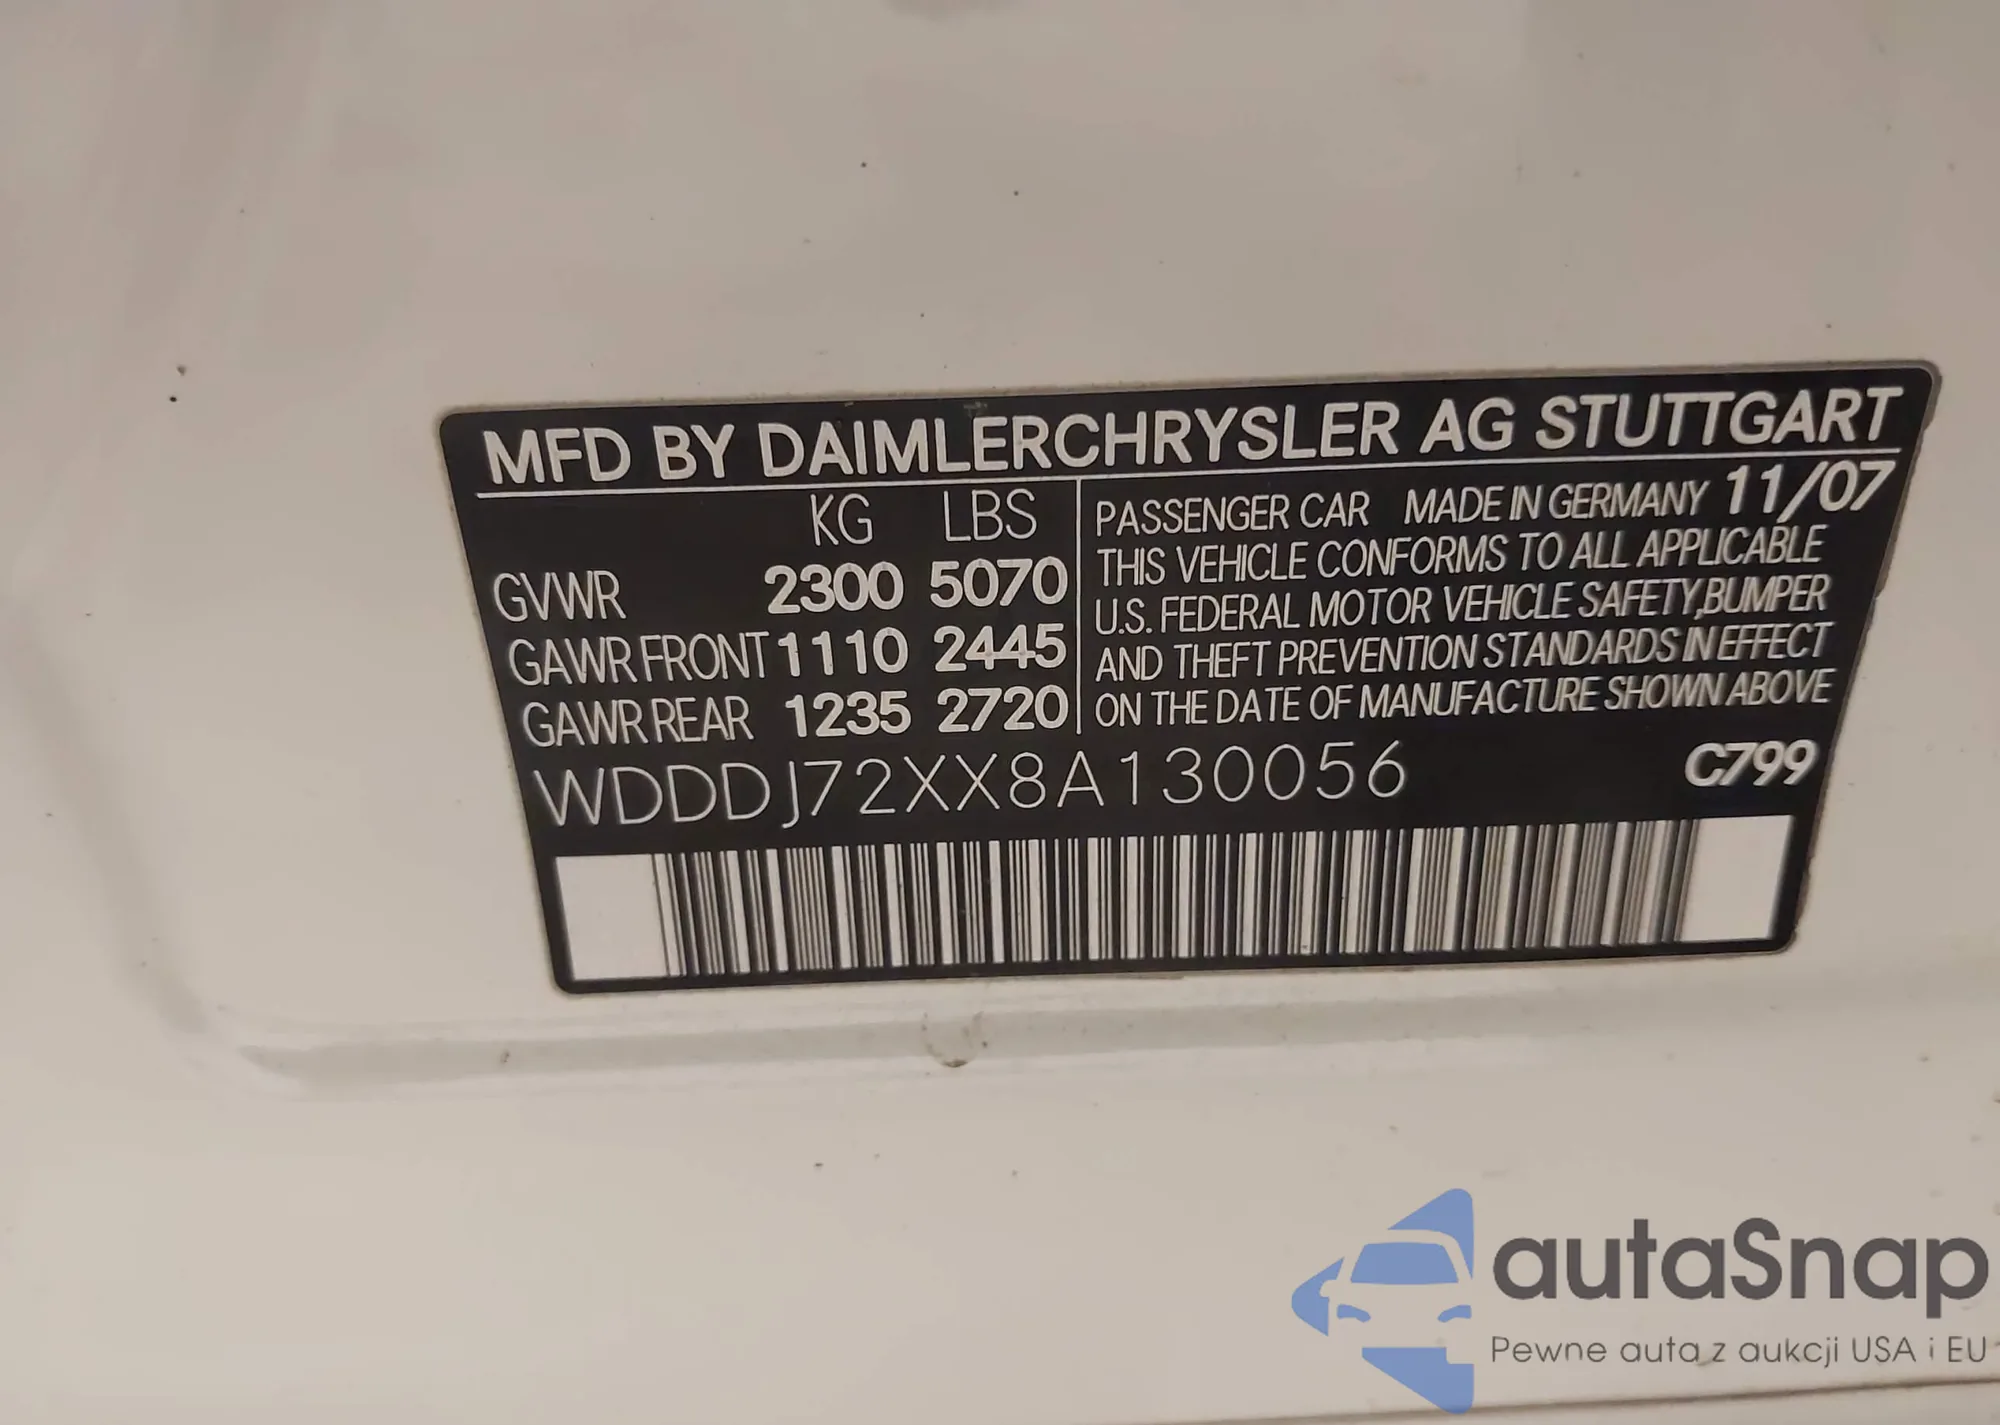 MFD BY DAIMLERCHRYSLER AG STUTTGART
KG LBS
GVWR 2300 5070
GAWR FRONT 1110 2445
GAWR REAR 1235 2720
PASSENGER CAR MADE IN GERMANY 11/07
THIS VEHICLE CONFORMS TO ALL APPLICABLE
U.S. FEDERAL MOTOR VEHICLE SAFETY,BUMPER
AND THEFT PREVENTION STANDARDS IN EFFECT
ON THE DATE OF MANUFACTURE SHOWN ABOVE
WDDDJ72XX8A130056 C799
autaSnap
Pewne auta z aukcji USA i EU